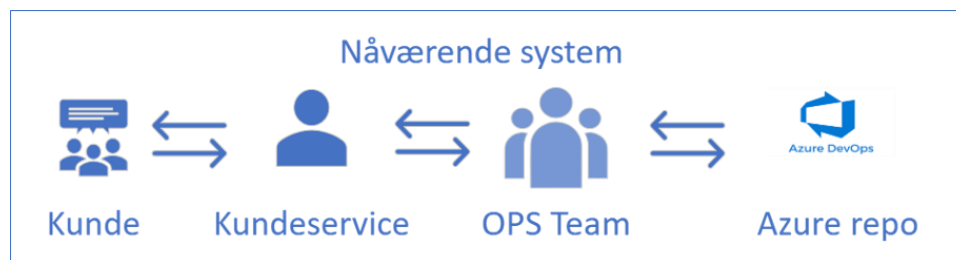 Nåværende system
Azure DevOps
Kunde Kundeservice OPS Team Azure repo